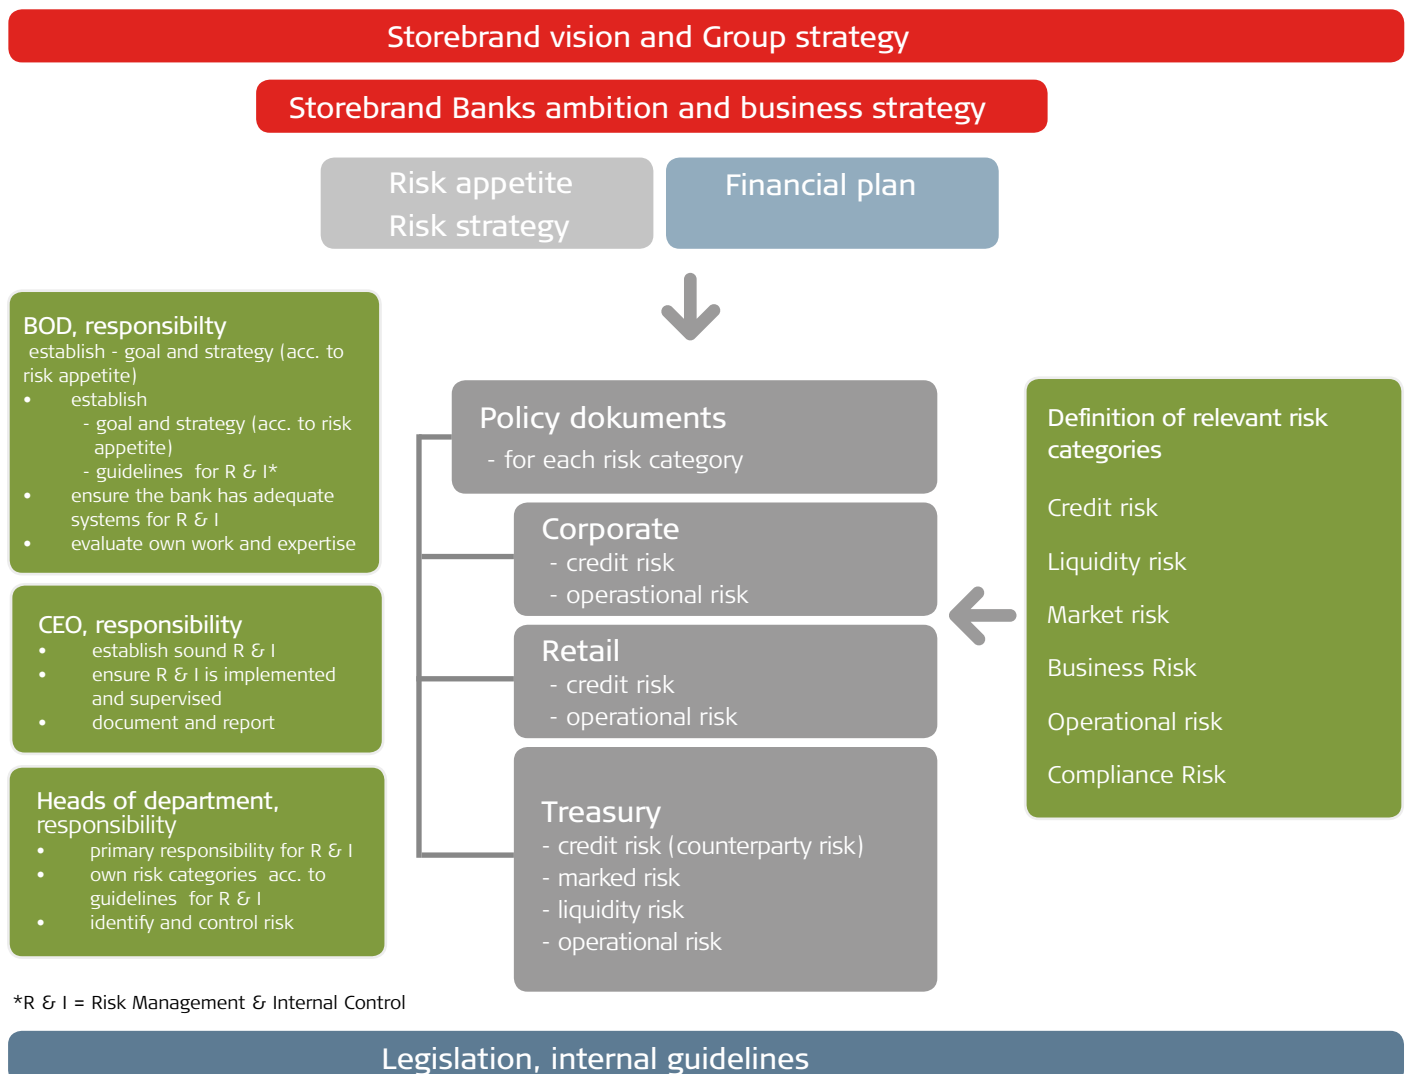 Storebrand vision and Group strategy
Storebrand Banks ambition and business strategy
Risk appetite
Risk strategy
Financial plan
BOD, responsibilty
establish - goal and strategy (acc. to
risk appetite)
• establish
- goal and strategy (acc. to risk
appetite)
- guidelines for R & I*
• ensure the bank has adequate
systems for R & I
• evaluate own work and expertise
CEO, responsibility
• establish sound R & I
• ensure R & I is implemented
and supervised
• document and report
Heads of department,
responsibility
• primary responsibility for R & I
• own risk categories acc. to
guidelines for R & I
• identify and control risk
Policy dokuments
- for each risk category
Corporate
- credit risk
- operastional risk
Retail
- credit risk
- operational risk
Treasury
- credit risk (counterparty risk)
- marked risk
- liquidity risk
- operational risk
Definition of relevant risk
categories
Credit risk
Liquidity risk
Market risk
Business Risk
Operational risk
Compliance Risk
*R & I = Risk Management & Internal Control
Legislation, internal guidelines